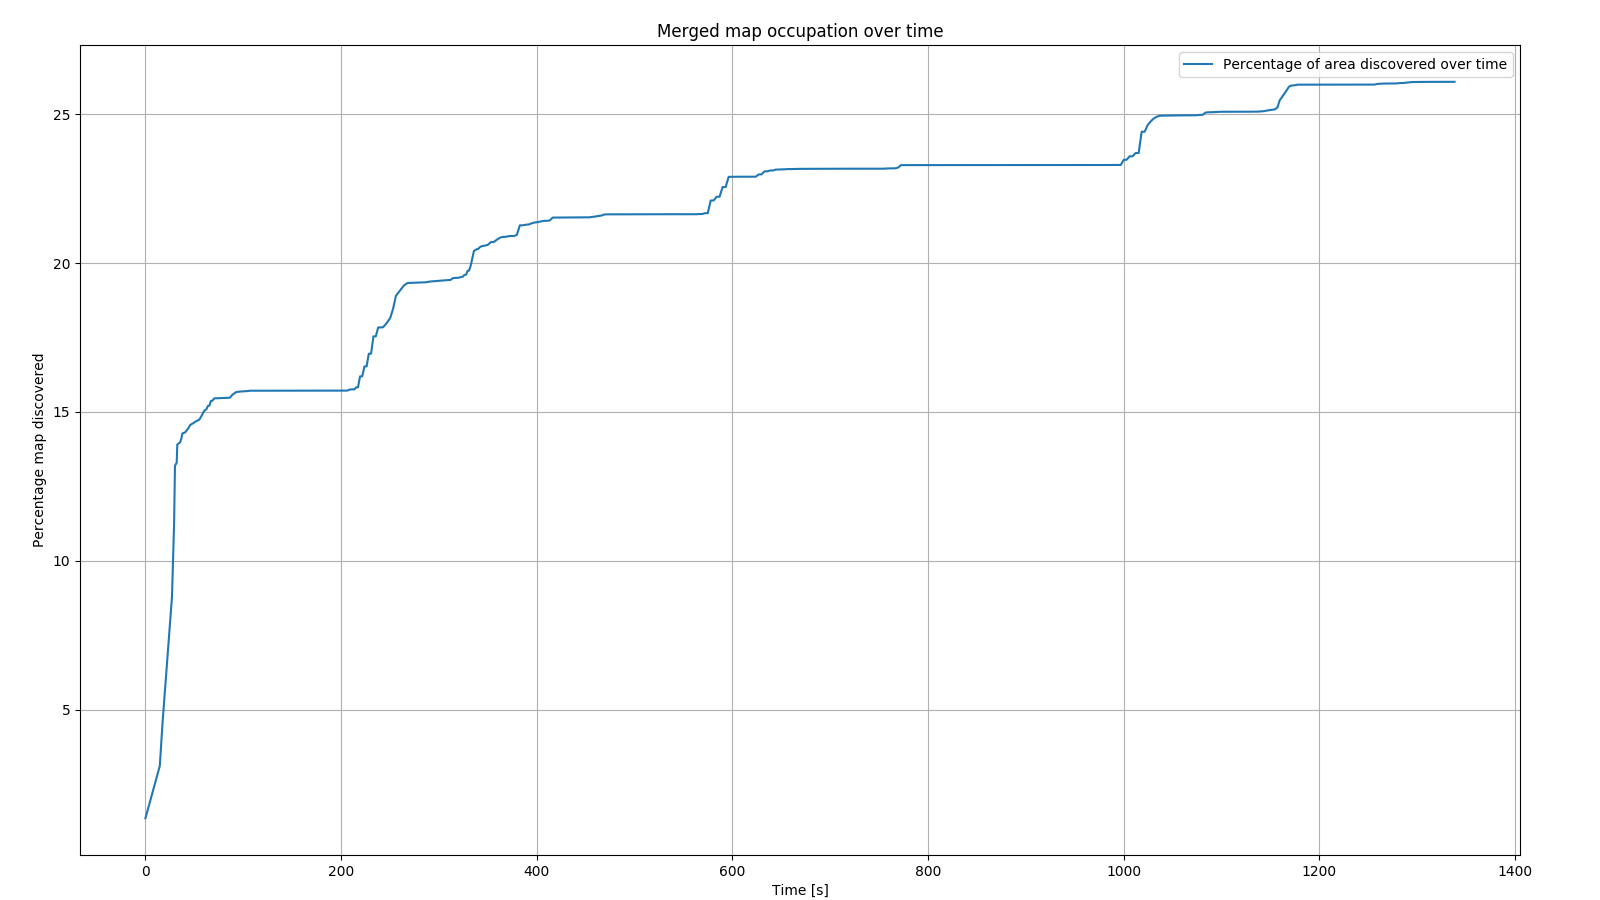 Merged map occupation over time
Percentage of area discovered over time
Percentage map discovered
25
20
15
10
5
0 200 400 600 800 1000 1200 1400
Time [s]